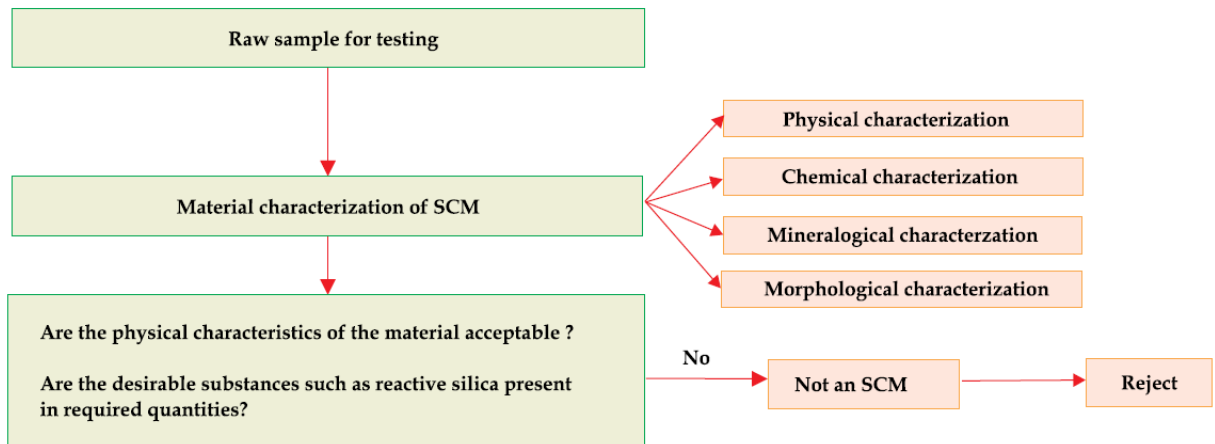 Raw sample for testing
Physical characterization
Chemical characterization
Material characterization of SCM
Mineralogical characterzation
Morphological characterization
Are the physical characteristics of the material acceptable ?
No
Are the desirable substances such as reactive silica present
in required quantities?
Not an SCM
Reject